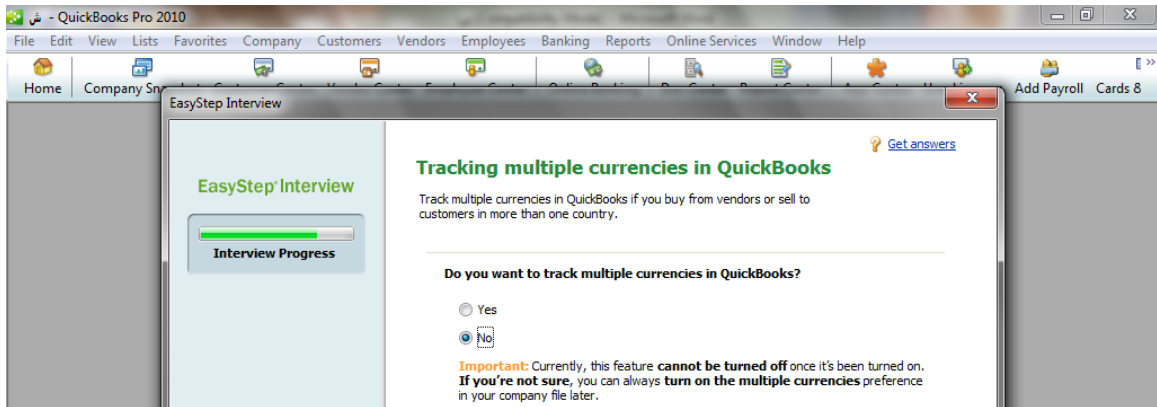 ش - QuickBooks Pro 2010
File Edit View Lists Favorites Company Customers Vendors Employees Banking Reports Online Services Window Help
Home Company Add Payroll Cards &
EasyStep Interview
Get answers
Tracking multiple currencies in QuickBooks
EasyStep Interview
Track multiple currencies in QuickBooks if you buy from vendors or sell to
customers in more than one country.
Interview Progress
Do you want to track multiple currencies in QuickBooks?
Yes
No
Important: Currently, this feature cannot be turned off once it's been turned on.
If you're not sure, you can always turn on the multiple currencies preference
in your company file later.